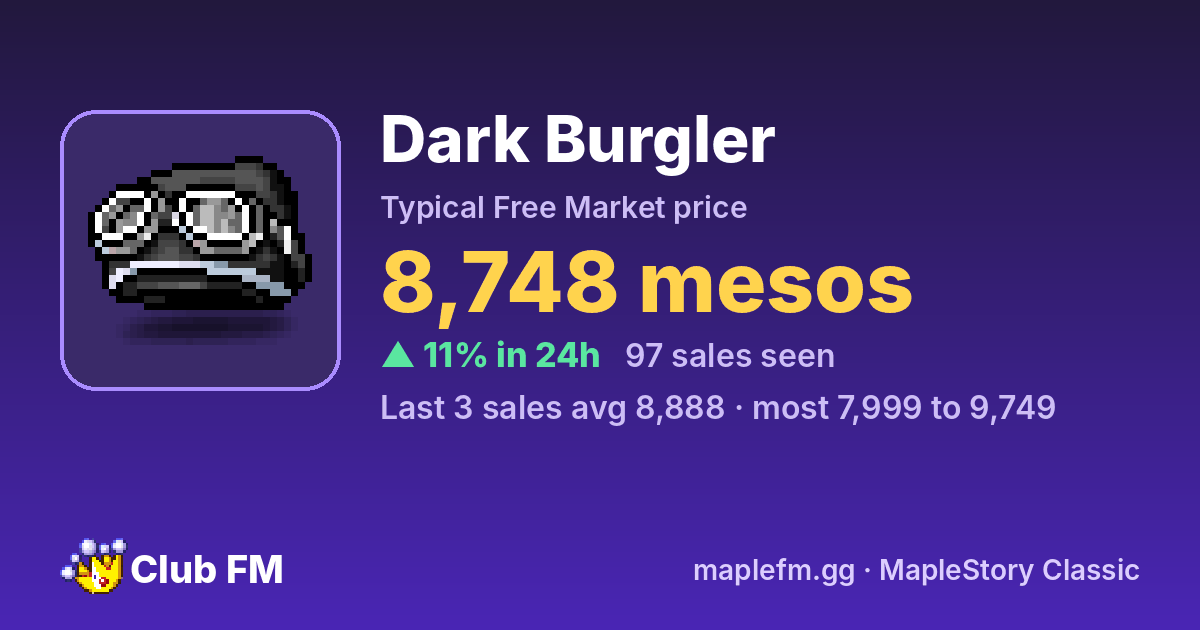 Dark Burgler
Typical Free Market price
8,748 mesos
▲ 11% in 24h 97 sales seen
Last 3 sales avg 8,888 · most 7,999 to 9,749
Club FM
maplefm.gg · MapleStory Classic